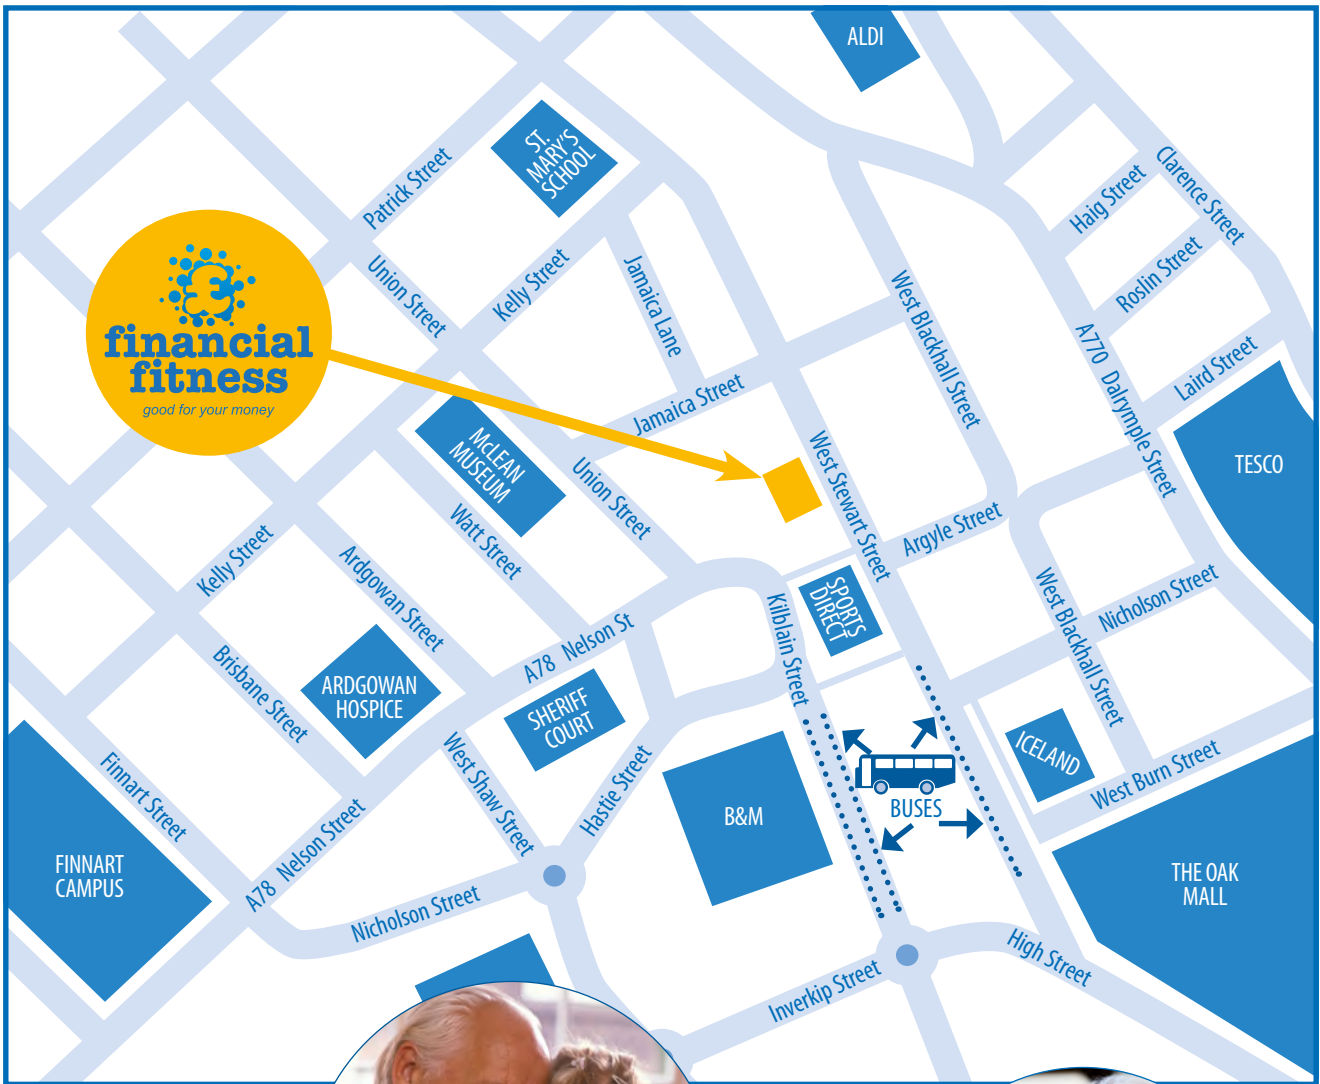 ALDI
ST.
MARY'S
SCHOOL
Patrick Street
Clarence Street
Haig Street
Union Street
Kelly Street
Jamaica Lane
Roslin Street
West Blackhall Street
A770 Dalrymple Street
Laird Street
£
financial
fitness
good for your money
Jamaica Street
McLEAN
MUSEUM
Union Street
West Stewart Street
TESCO
Watt Street
Argyle Street
Kelly Street
Ardgowan Street
Kilblain Street
SPORTS
DIRECT
West Blackhall Street
Nicholson Street
A78 Nelson St
Brisbane Street
ARDGOWAN
HOSPICE
SHERIFF
COURT
West Shaw Street
Hastie Street
ICELAND
West Burn Street
Finnart Street
B&M
BUSES
A78 Nelson Street
FINNART
CAMPUS
THE OAK
MALL
Nicholson Street
High Street
Inverkip Street